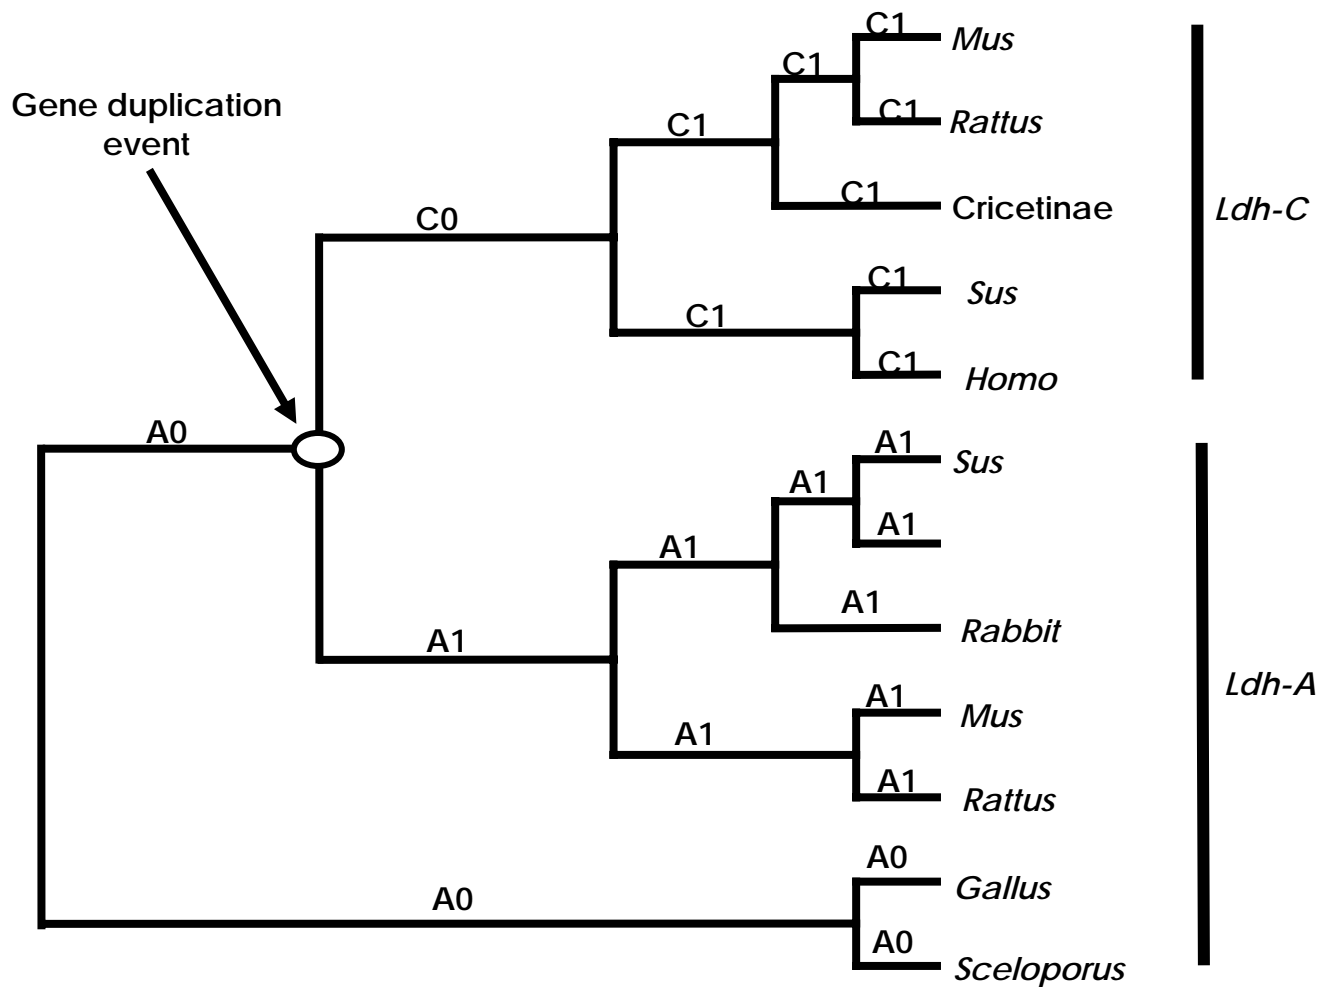 C1
Mus
C1
Gene duplication
event
C1
Rattus
C1
C1
Cricetinae
Ldh-C
C0
C1
Sus
C1
C1
Homo
A0
A1
Sus
A1
A1
A1
A1
Rabbit
A1
Ldh-A
A1
Mus
A1
A1
Rattus
A0
Gallus
A0
A0
Sceloporus